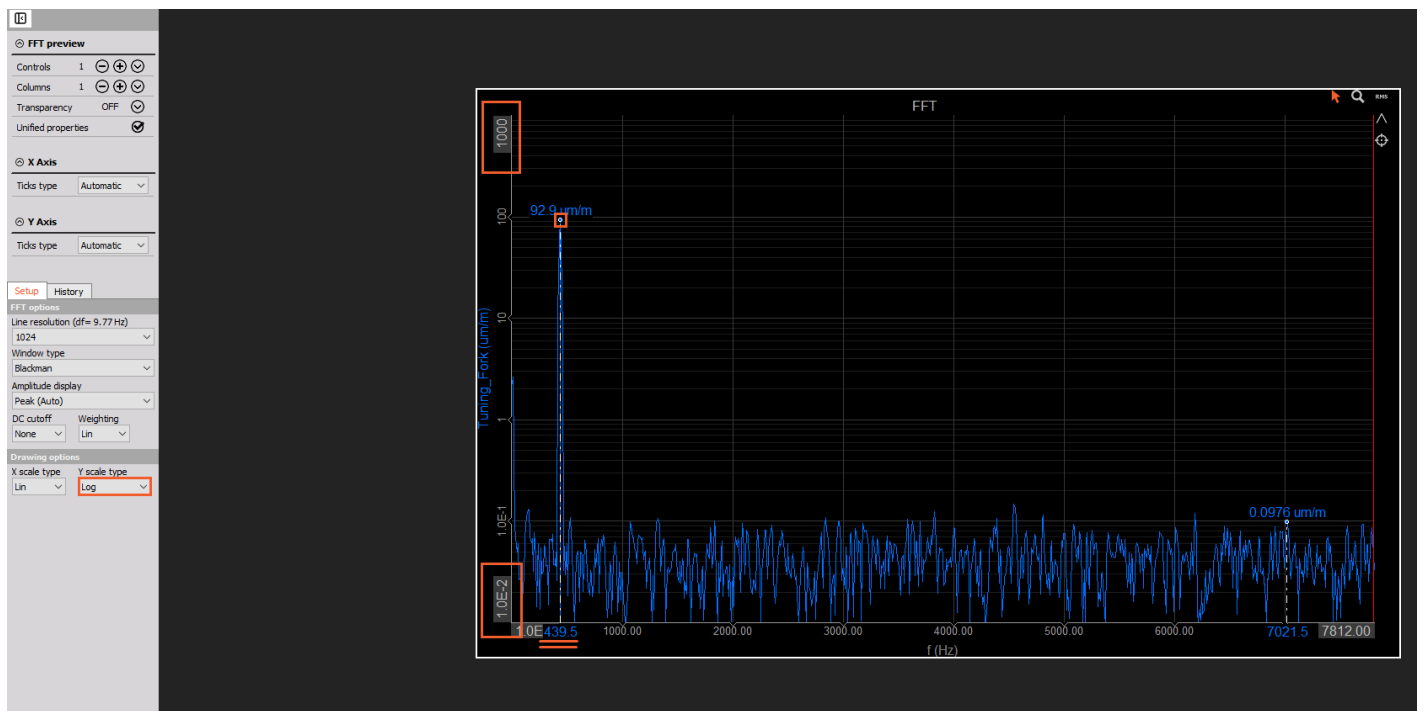 FFT preview
Controls 1
Columns 1
Transparency OFF
Unified properties
X Axis
Ticks type Automatic
Y Axis
Ticks type Automatic
Setup History
FFT options
Line resolution (df= 9.77 Hz)
1024
Window type
Blackman
Amplitude display
Peak (Auto)
DC cutoff Weighting
None Lin
Drawing options
X scale type Y scale type
Lin Log
FFT
RMS
1000
100
10
1
1.0E-1
1.0E-2
Tuning_Fork (um/m)
92.9 um/m
0.0976 um/m
1.0E 439.5 1000.00 2000.00 3000.00 4000.00 5000.00 6000.00 7021.5 7812.00
f (Hz)